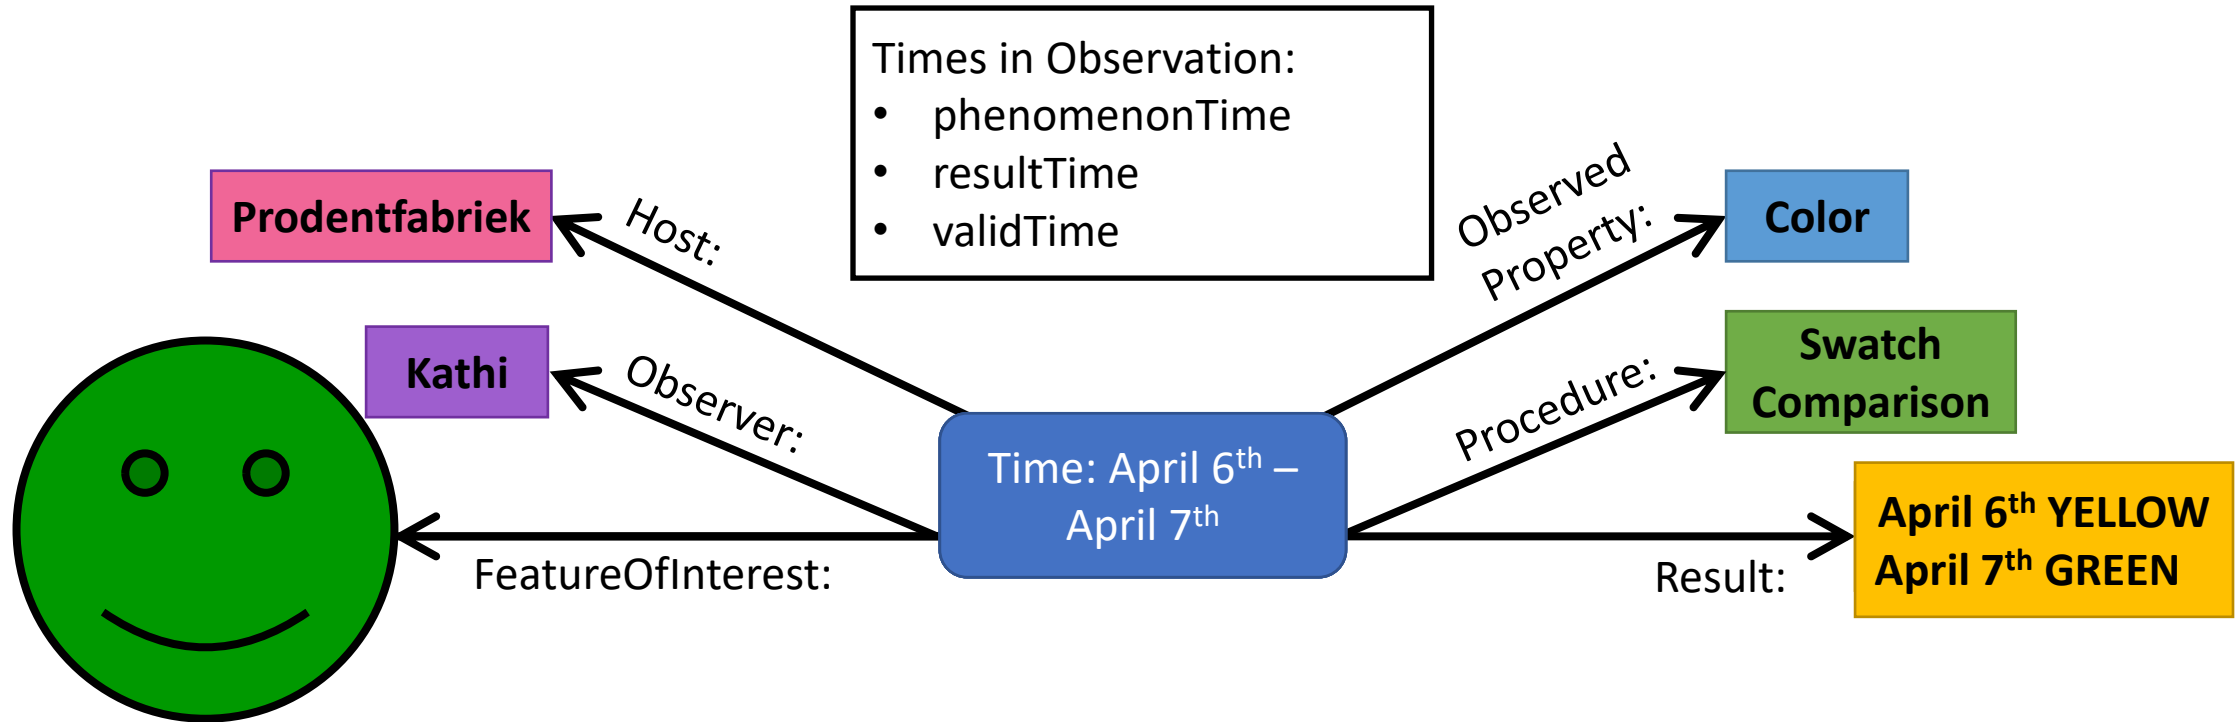 Times in Observation:
• phenomenonTime
• resultTime
• validTime
Prodentfabriek
Host:
Observed
Property:
Color
Kathi
Observer:
Procedure:
Swatch
Comparison
Time: April 6th –
April 7th
FeatureOfInterest:
Result:
April 6th YELLOW
April 7th GREEN